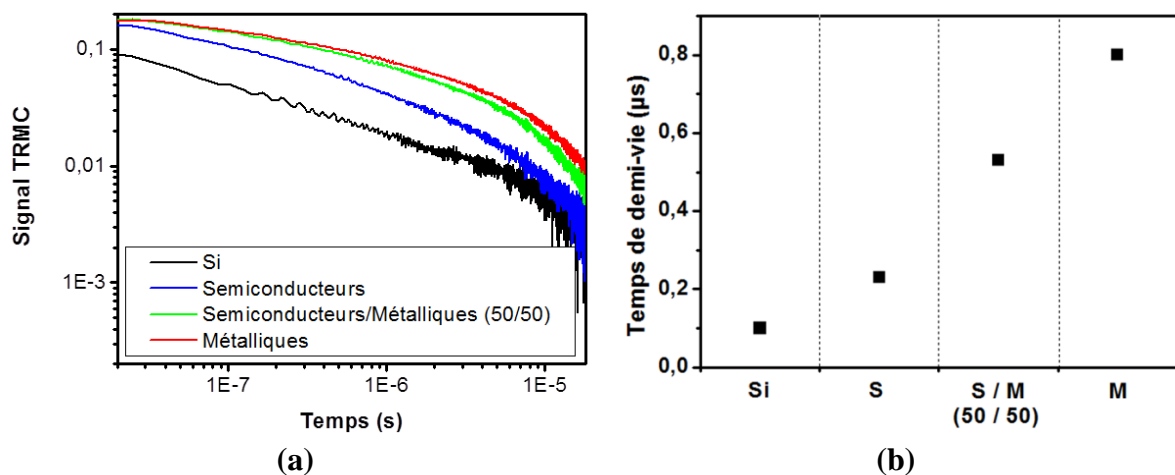 Signal TRMC
0,1
0,01
1E-3
Si
Semiconducteurs
Semiconducteurs/Métalliques (50/50)
Métalliques
1E-7
1E-6
1E-5
Temps (s)
(a)
Temps de demi-vie (µs)
0,8
0,6
0,4
0,2
0,0
Si
S
S / M
(50 / 50)
M
(b)